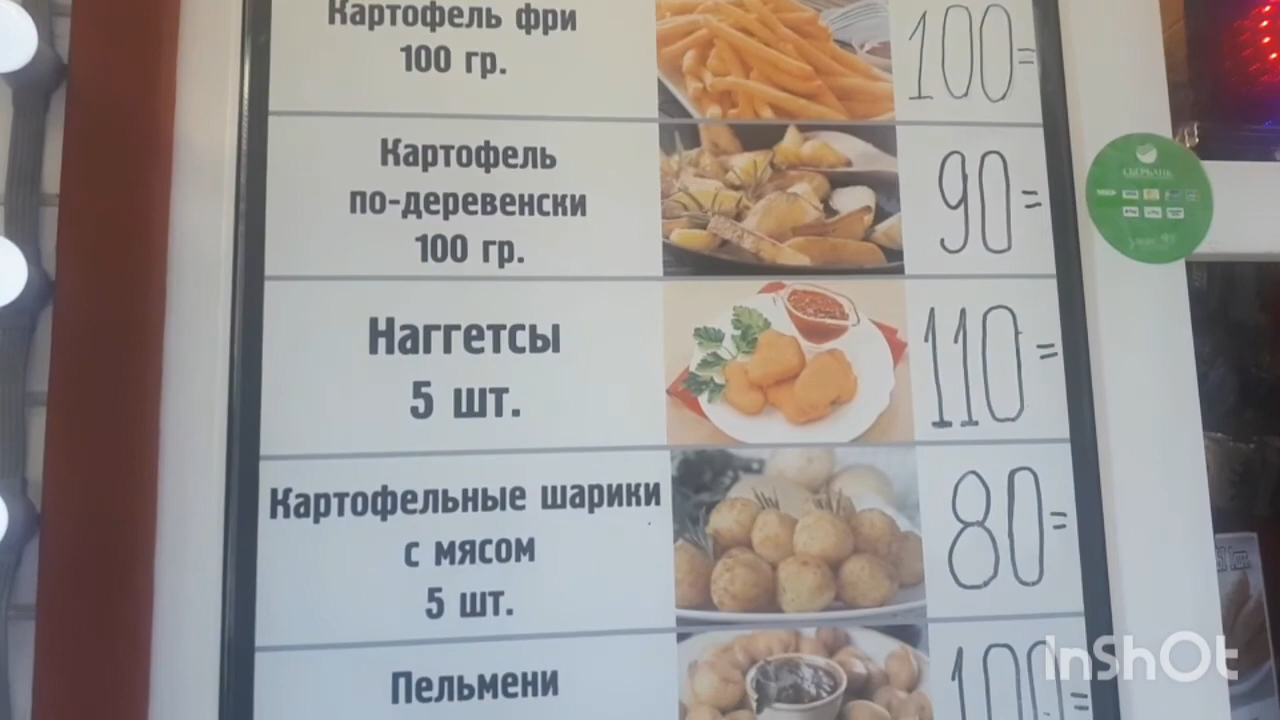 Картофель фри
100 гр.
100=
Картофель
по-деревенски
100 гр.
90=
Наггетсы
5 шт.
110=
Картофельные шарики
с мясом
5 шт.
80=
Пельмени
100=
СБЕРБАНК
InShOt